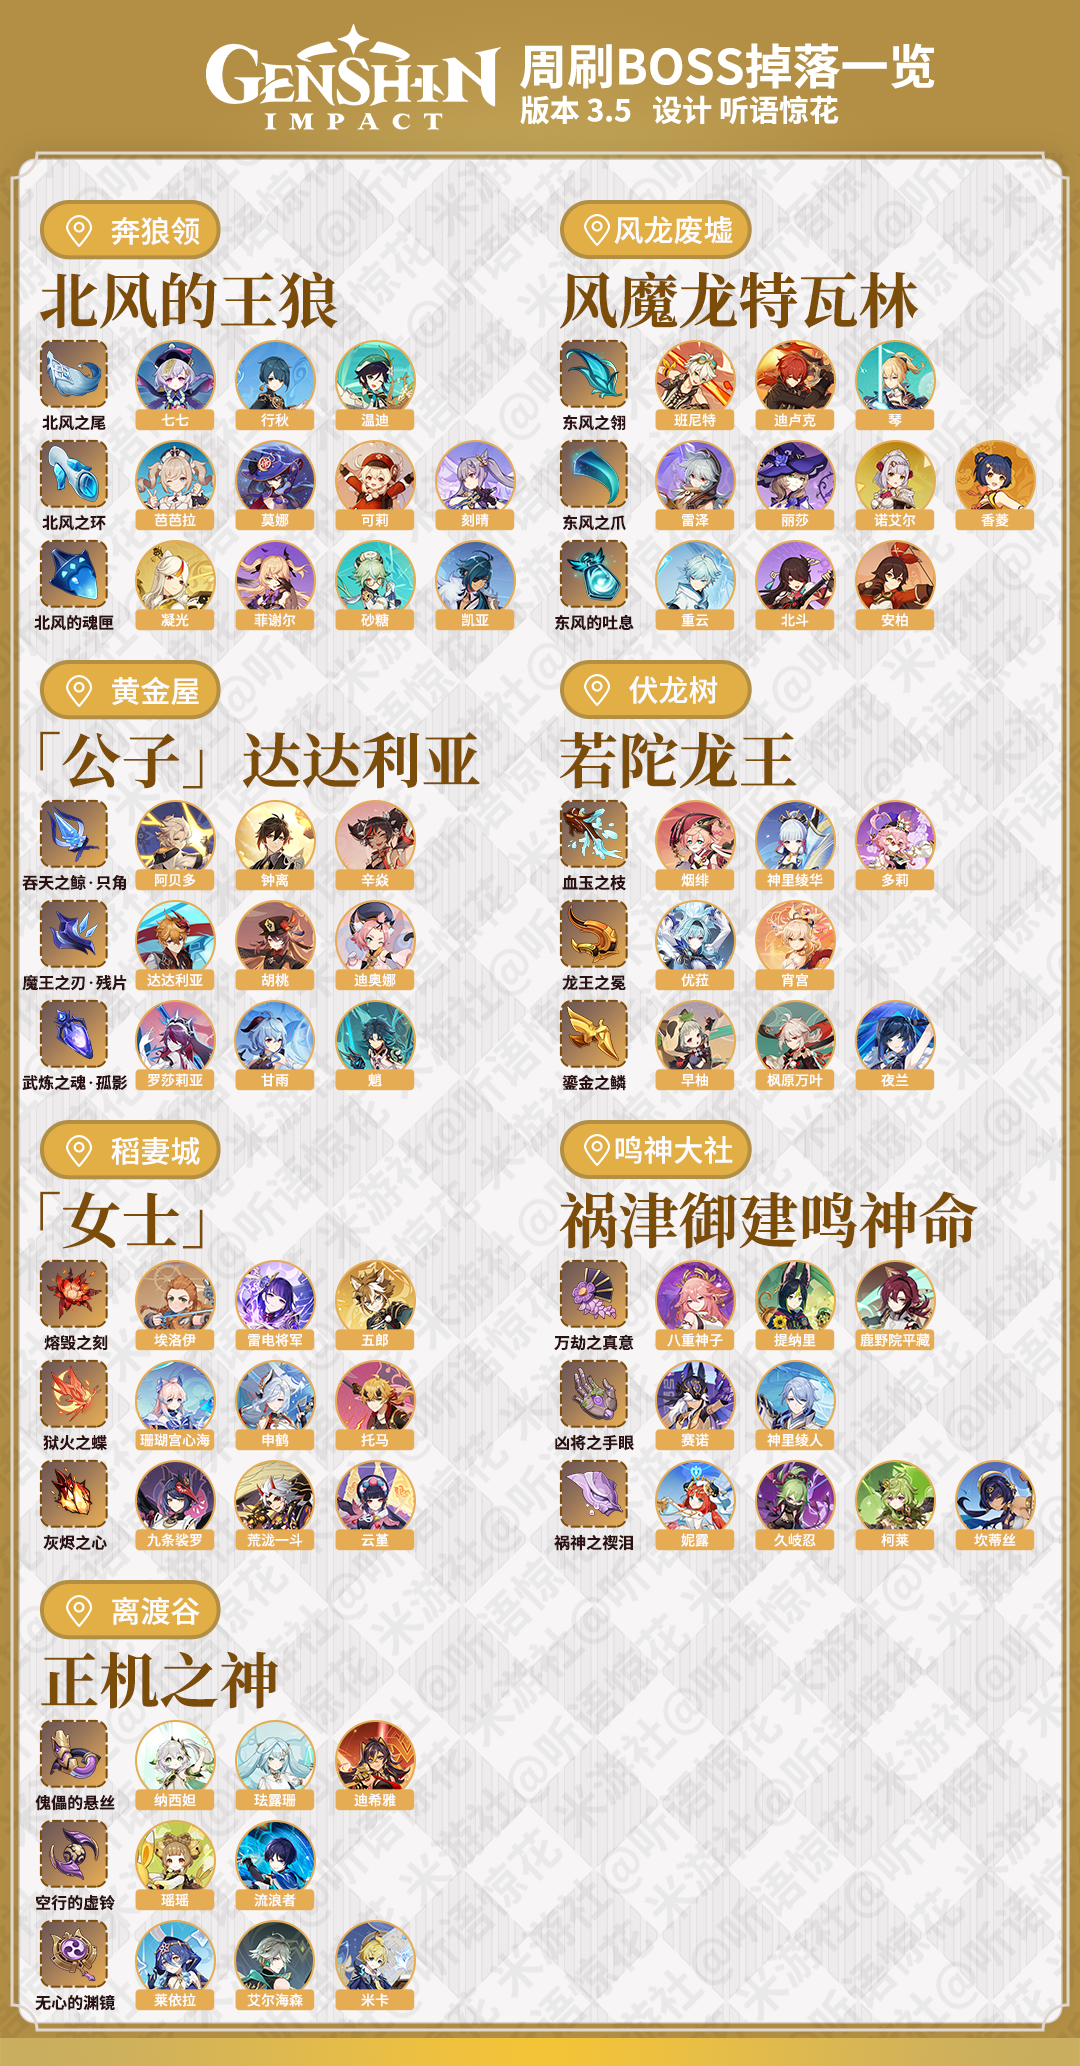 GENSHIN
IMPACT
周刷BOSS掉落一览
版本 3.5 设计 听语惊花
奔狼领
北风的王狼
北风之尾
七七
行秋
温迪
北风之环
芭芭拉
莫娜
可莉
刻晴
北风的魂匣
凝光
菲谢尔
砂糖
凯亚
风龙废墟
风魔龙特瓦林
东风之翎
班尼特
迪卢克
琴
东风之爪
雷泽
丽莎
诺艾尔
香菱
东风的吐息
重云
北斗
安柏
黄金屋
「公子」达达利亚
吞天之鲸·只角
阿贝多
钟离
辛焱
魔王之刃·残片
达达利亚
胡桃
迪奥娜
武炼之魂·孤影
罗莎莉亚
甘雨
魈
伏龙树
若陀龙王
血玉之枝
烟绯
神里绫华
多莉
龙王之冕
优菈
宵宫
鎏金之鳞
早柚
枫原万叶
夜兰
稻妻城
「女士」
熔毁之刻
埃洛伊
雷电将军
五郎
狱火之蝶
珊瑚宫心海
申鹤
托马
灰烬之心
九条裟罗
荒泷一斗
云堇
鸣神大社
祸津御建鸣神命
万劫之真意
八重神子
提纳里
鹿野院平藏
凶将之手眼
赛诺
神里绫人
祸神之禊泪
妮露
久岐忍
柯莱
坎蒂丝
离渡谷
正机之神
傀儡的悬丝
纳西妲
珐露珊
迪希雅
空行的虚铃
瑶瑶
流浪者
无心的渊镜
莱依拉
艾尔海森
米卡